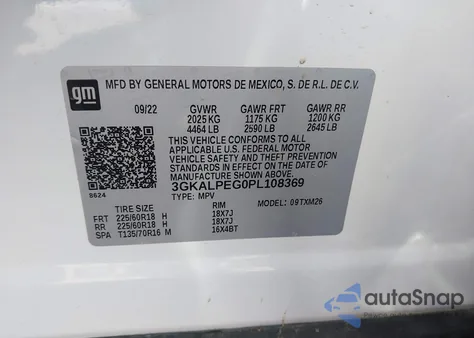 gm
MFD BY GENERAL MOTORS DE MEXICO, S. DE R.L. DE C.V.
09/22 GVWR GAWR FRT GAWR RR
2025 KG 1175 KG 1200 KG
4464 LB 2590 LB 2645 LB
THIS VEHICLE CONFORMS TO ALL
APPLICABLE U.S. FEDERAL MOTOR
VEHICLE SAFETY AND THEFT PREVENTION
STANDARDS IN EFFECT ON THE DATE OF
MANUFACTURE SHOWN ABOVE.
3GKALPEG0PL108369
8624 TYPE: MPV
TIRE SIZE RIM MODEL: 09TXM26
FRT 225/60R18 H 18X7J
RR 225/60R18 H 18X7J
SPA T135/70R16 M 16X4BT
autoSnap